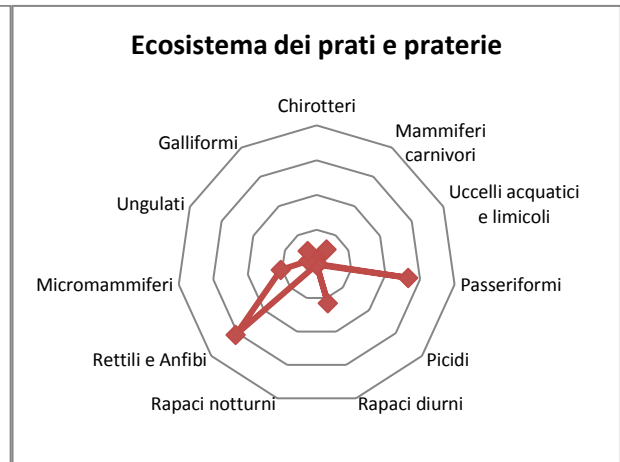 Ecosistema dei prati e praterie
Chirotteri
Mammiferi
carnivori
Uccelli acquatici
e limicoli
Passeriformi
Picidi
Rapaci diurni
Rapaci notturni
Rettili e Anfibi
Micromammiferi
Ungulati
Galliformi